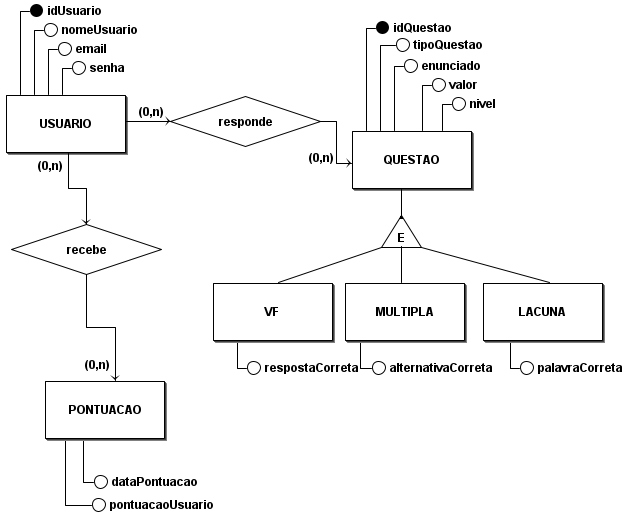 idUsuario
nomeUsuario
email
senha
USUARIO
(0,n)
responde
(0,n)
idQuestao
tipoQuestao
enunciado
valor
nivel
QUESTAO
(0,n)
recebe
(0,n)
E
VF
MULTIPLA
LACUNA
respostaCorreta
alternativaCorreta
palavraCorreta
PONTUACAO
dataPontuacao
pontuacaoUsuario